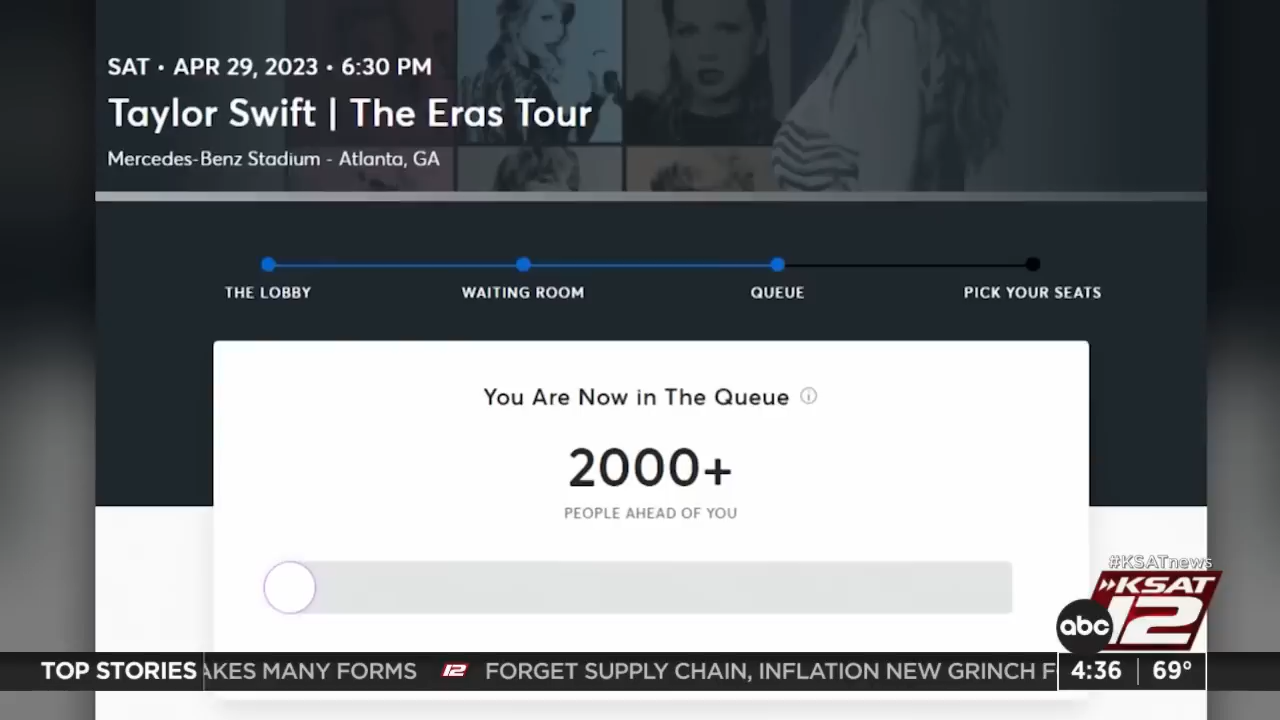 SAT • APR 29, 2023 • 6:30 PM
Taylor Swift | The Eras Tour
Mercedes-Benz Stadium - Atlanta, GA
THE LOBBY
WAITING ROOM
QUEUE
PICK YOUR SEATS
You Are Now in The Queue ⓘ
2000+
PEOPLE AHEAD OF YOU
#KSATnews
KSAT
abc 12
TOP STORIES AKES MANY FORMS 12 FORGET SUPPLY CHAIN, INFLATION NEW GRINCH F 4:36 69°